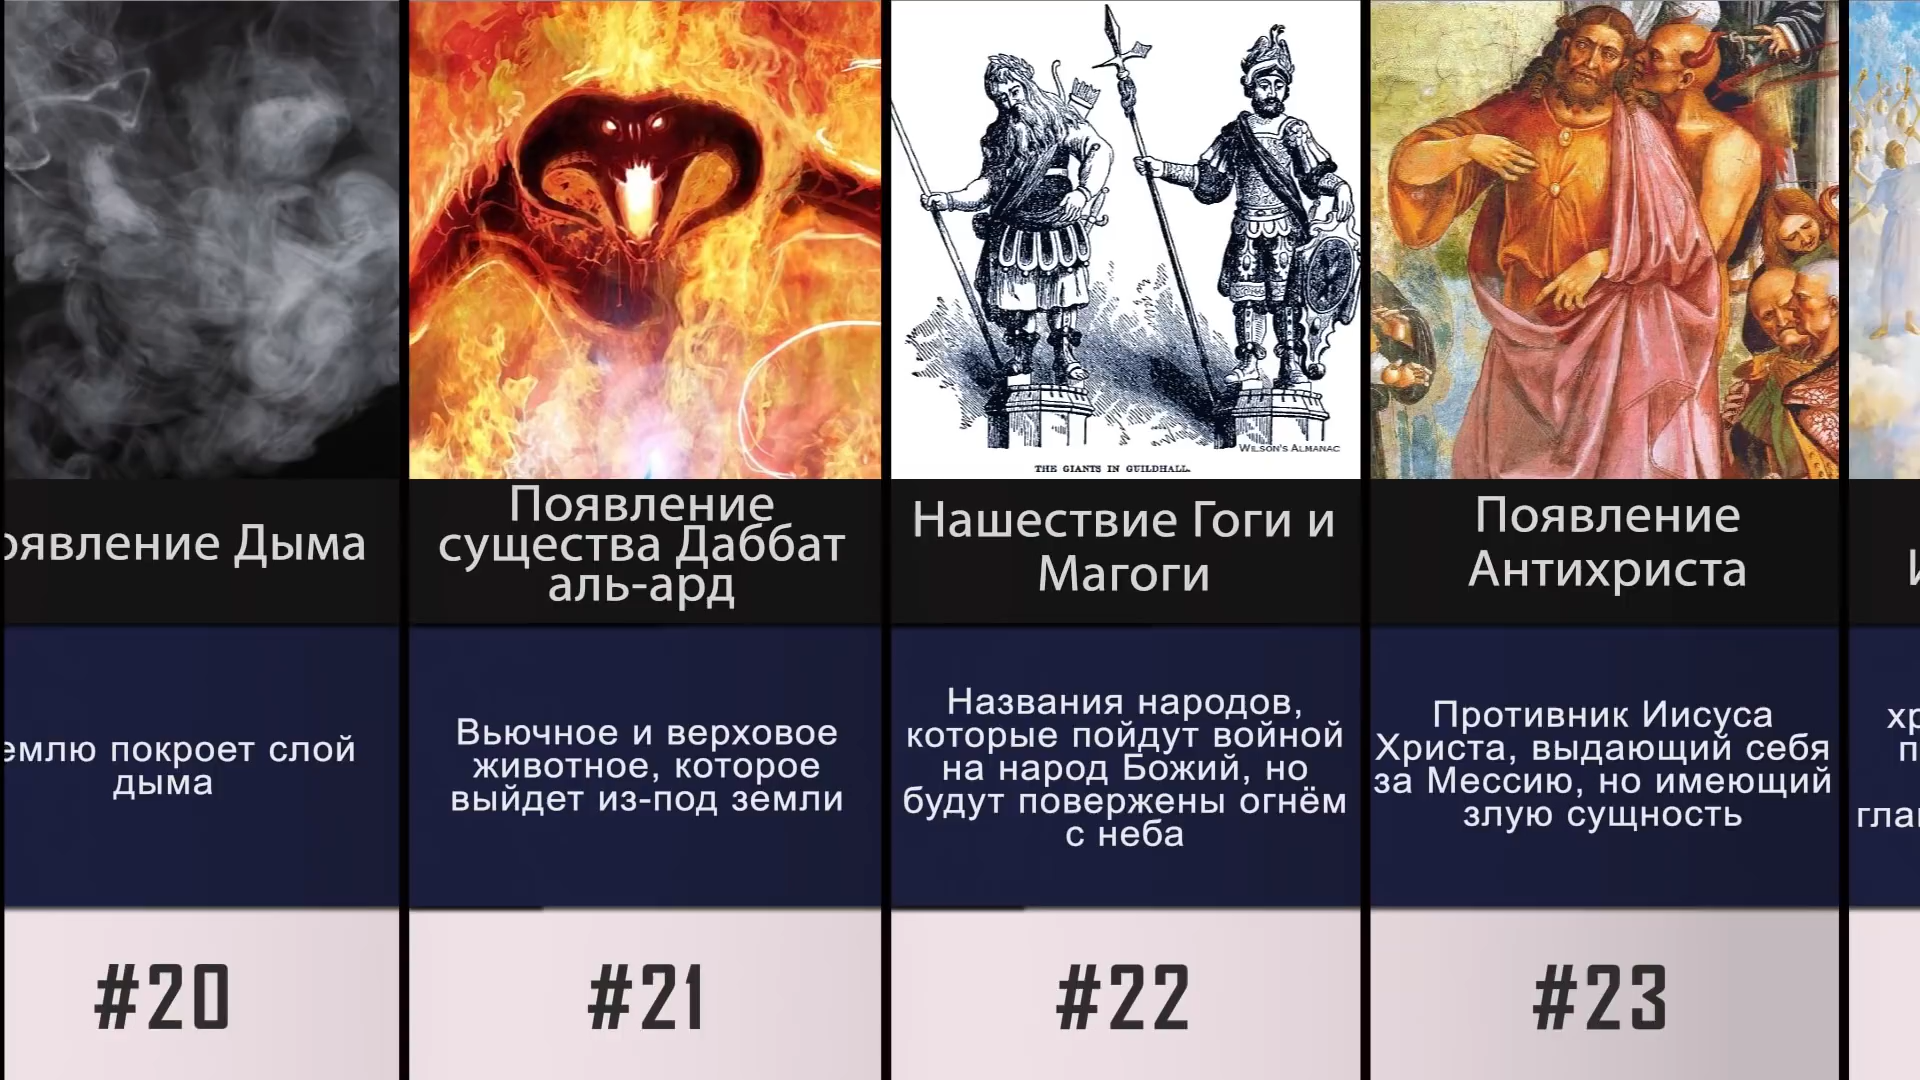 WILSON'S ALMANAC
THE GIANTS IN GUILDHALL.
Дыма
Появление
существа Даббат
аль-ард
Нашествие Гоги и
Магоги
Появление
Антихриста
покроет слой
дыма
Вьючное и верховое
животное, которое
выйдет из-под земли
Названия народов,
которые пойдут войной
на народ Божий, но
будут повержены огнём
с неба
Противник Иисуса
Христа, выдающий себя
за Мессию, но имеющий
злую сущность
#20
#21
#22
#23